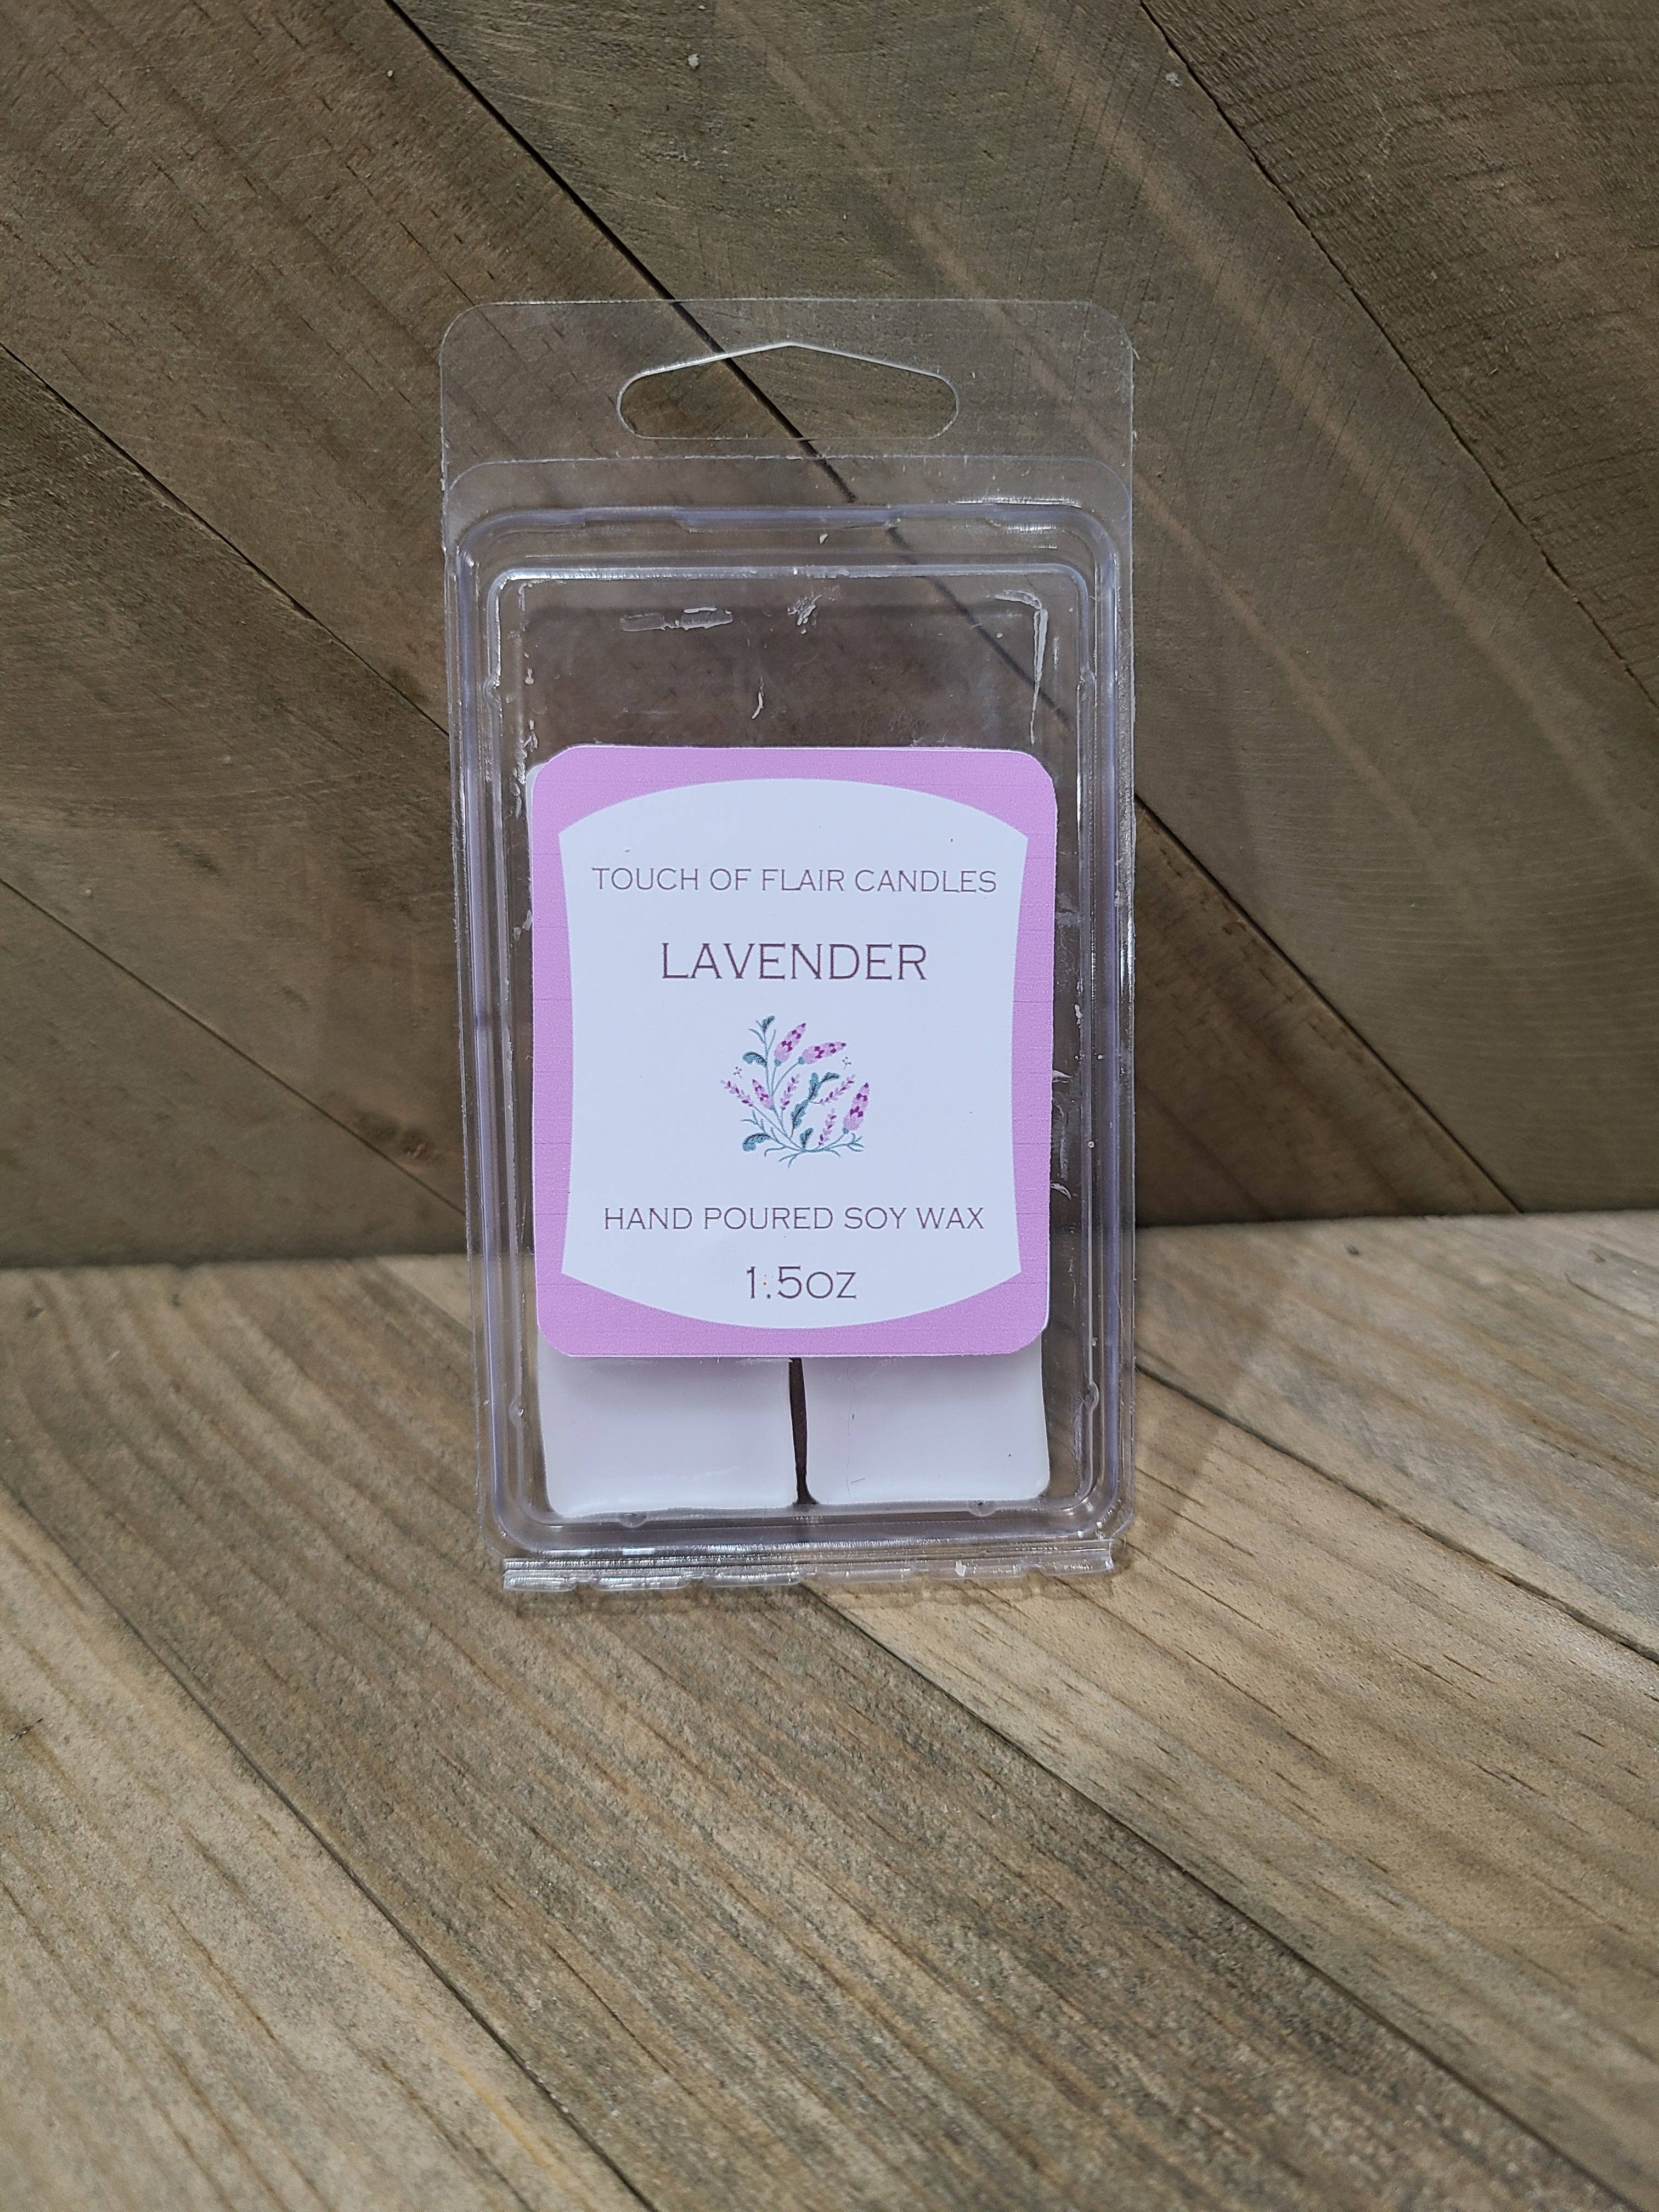 TOUCH OF FLAIR CANDLES
LAVENDER
HAND POURED SOY WAX
1.5OZ